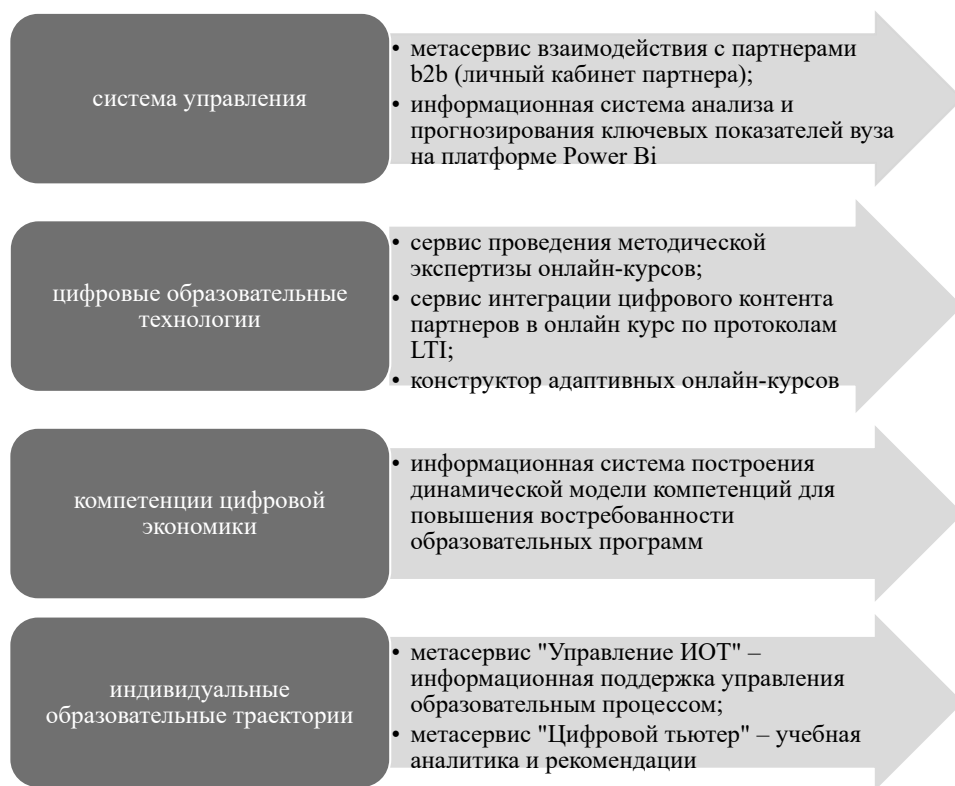 система управления
• метасервис взаимодействия с партнерами
b2b (личный кабинет партнера);
• информационная система анализа и
прогнозирования ключевых показателей вуза
на платформе Power Bi
цифровые образовательные
технологии
• сервис проведения методической
экспертизы онлайн-курсов;
• сервис интеграции цифрового контента
партнеров в онлайн курс по протоколам
LTI;
• конструктор адаптивных онлайн-курсов
компетенции цифровой
экономики
• информационная система построения
динамической модели компетенций для
повышения востребованности
образовательных программ
индивидуальные
образовательные траектории
• метасервис "Управление ИОТ" –
информационная поддержка управления
образовательным процессом;
• метасервис "Цифровой тьютер" – учебная
аналитика и рекомендации